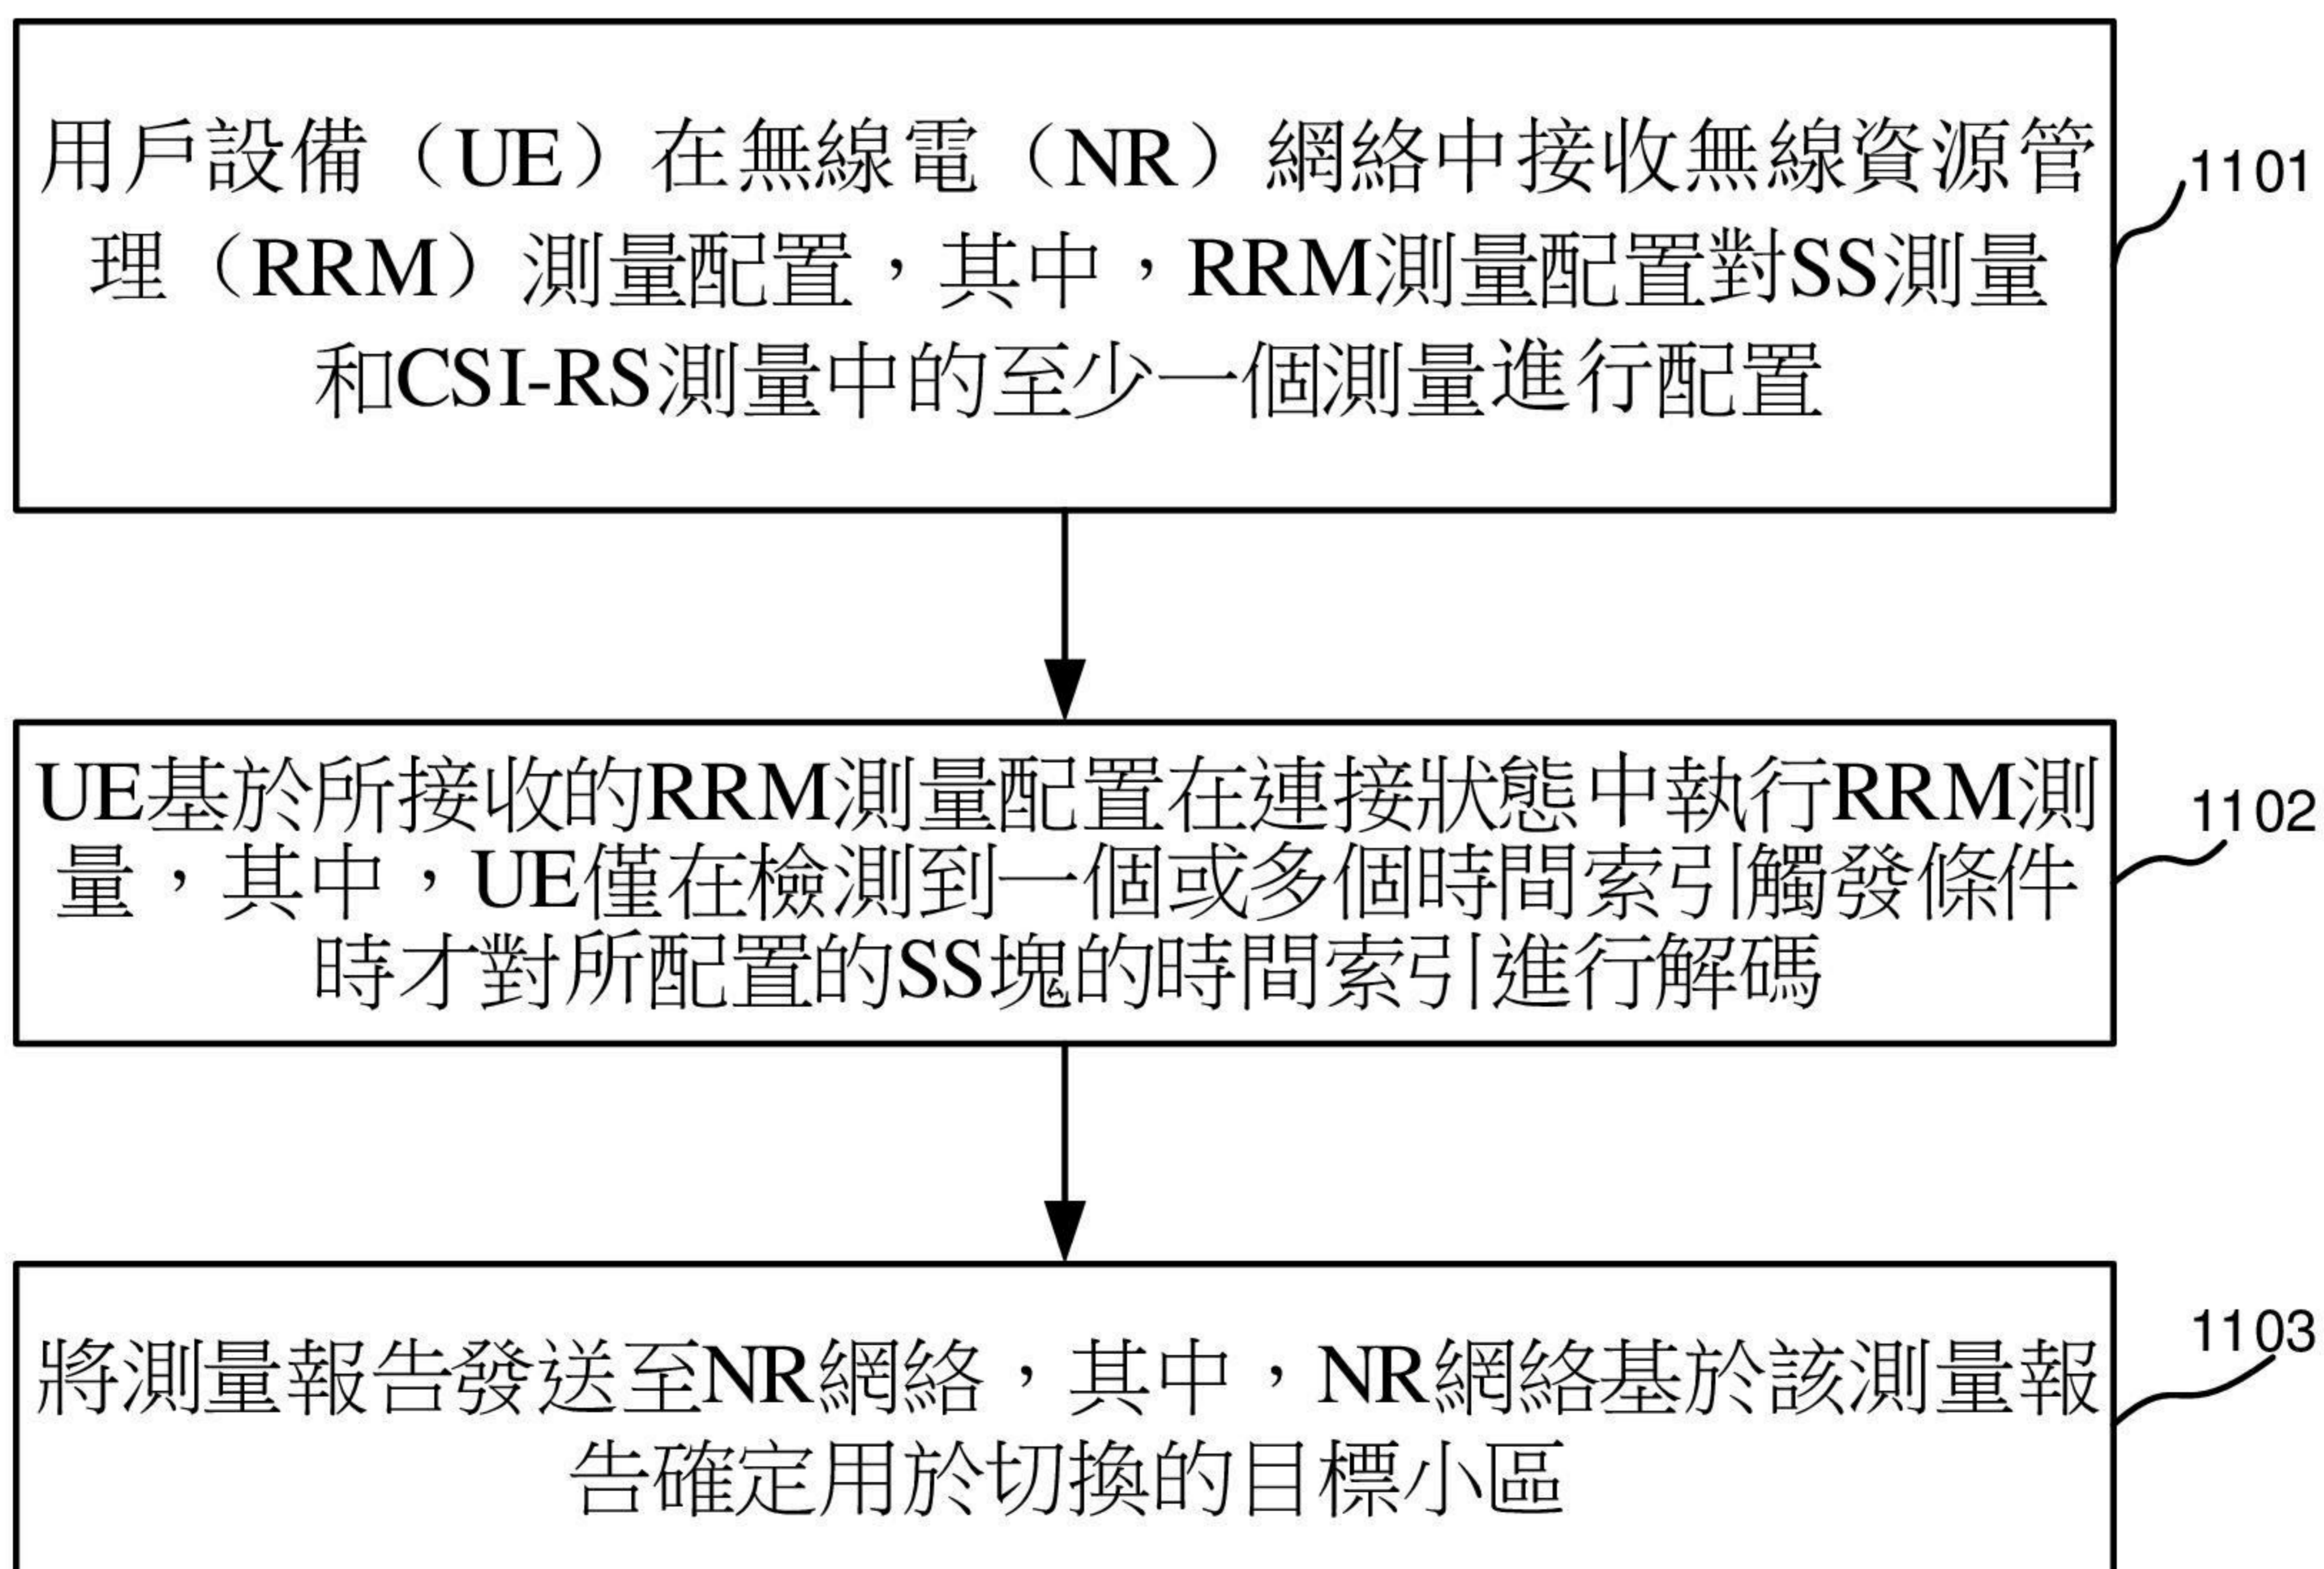 用戶設備（UE）在無線電（NR）網絡中接收無線資源管
理（RRM）測量配置，其中，RRM測量配置對SS測量
和CSI-RS測量中的至少一個測量進行配置
1101
UE基於所接收的RRM測量配置在連接狀態中執行RRM測
量，其中，UE僅在檢測到一個或多個時間索引觸發條件
時才對所配置的SS塊的時間索引進行解碼
1102
將測量報告發送至NR網絡，其中，NR網絡基於該測量報
告確定用於切換的目標小區
1103